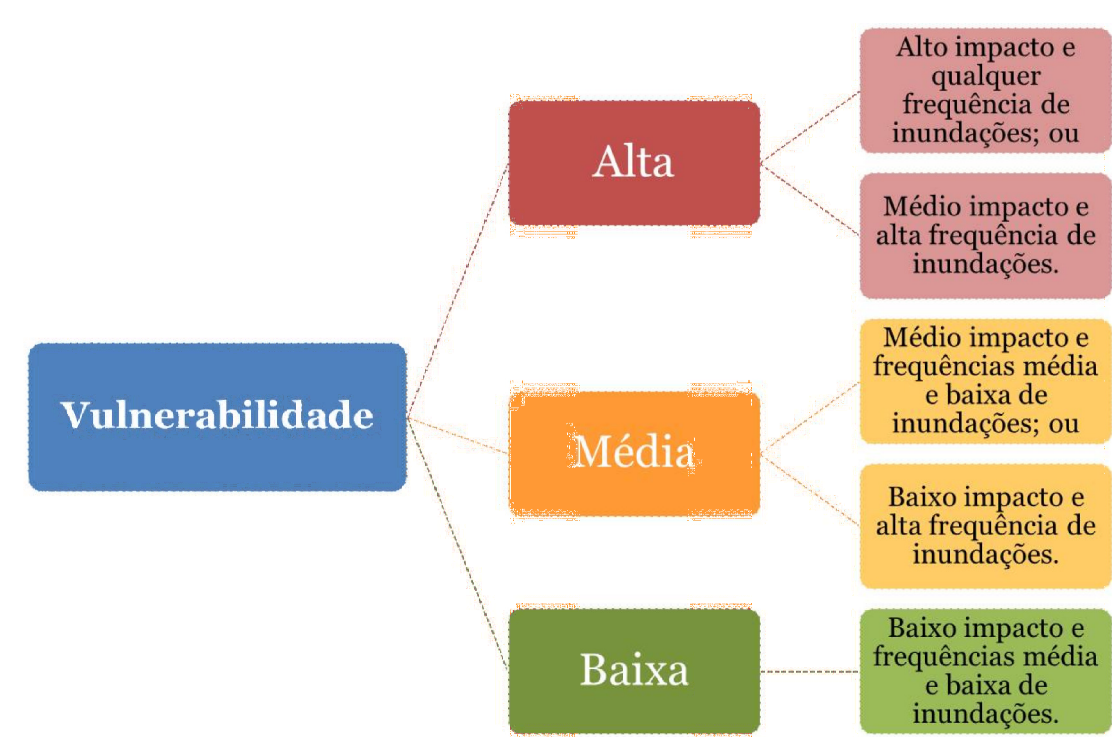 Vulnerabilidade
Alta
Alto impacto e
qualquer
frequência de
inundações; ou
Médio impacto e
alta frequência de
inundações.
Média
Médio impacto e
frequências média
e baixa de
inundações; ou
Baixo impacto e
alta frequência de
inundações.
Baixa
Baixo impacto e
frequências média
e baixa de
inundações.